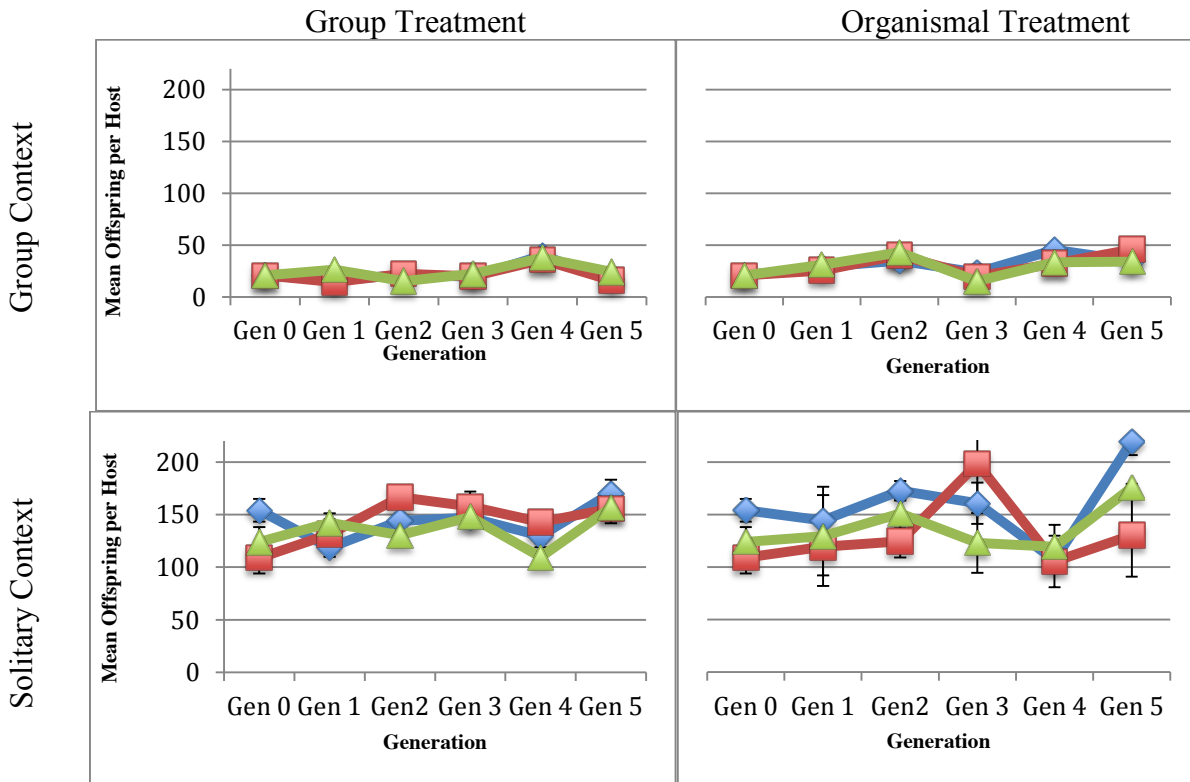 Group Treatment
Organismal Treatment
Group Context
Mean Offspring per Host
200
150
100
50
0
Gen 0 Gen 1 Gen2 Gen 3 Gen 4 Gen 5
Generation
Gen 0 Gen 1 Gen2 Gen 3 Gen 4 Gen 5
Generation
Solitary Context
Mean Offspring per Host
200
150
100
50
0
Gen 0 Gen 1 Gen2 Gen 3 Gen 4 Gen 5
Generation
Gen 0 Gen 1 Gen2 Gen 3 Gen 4 Gen 5
Generation